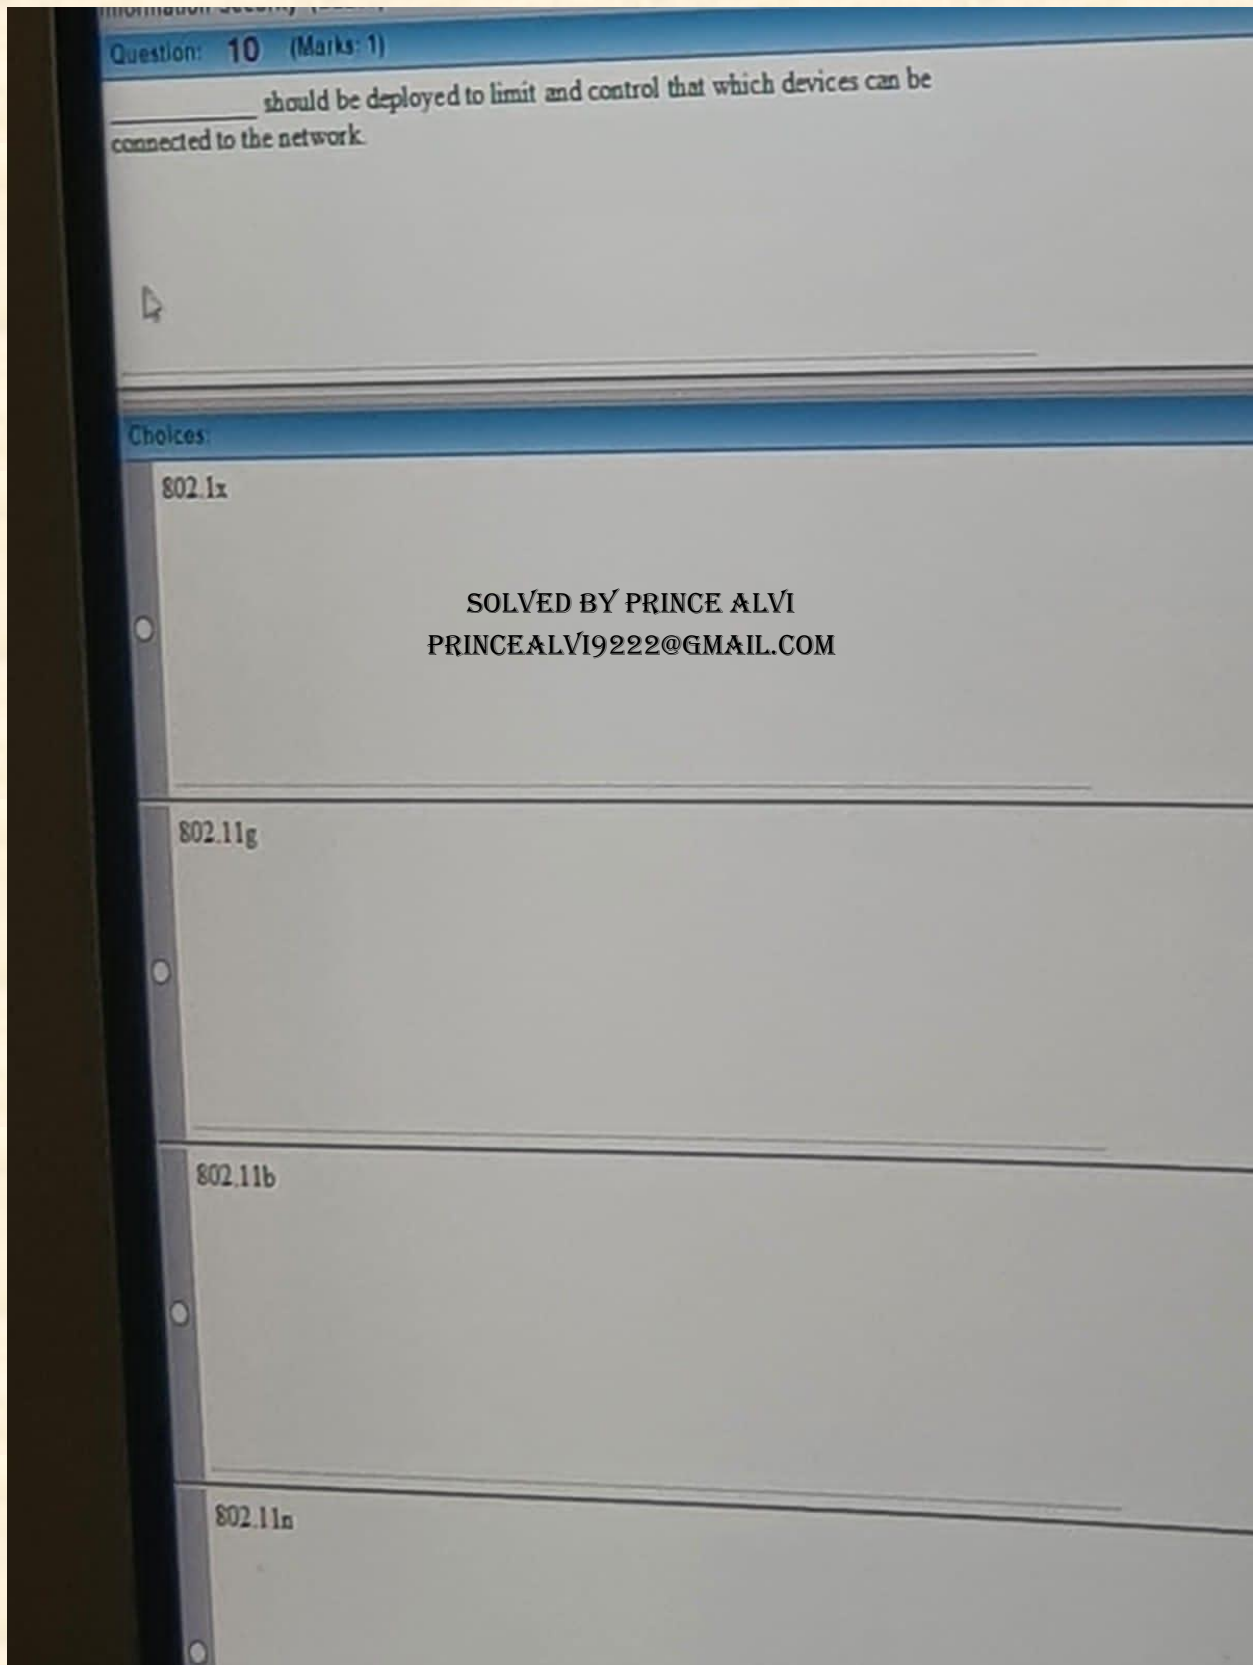 Question: 10 (Marks: 1)
__________ should be deployed to limit and control that which devices can be
connected to the network.
Choices:
802.1x
SOLVED BY PRINCE ALVI
PRINCEALVI9222@GMAIL.COM
802.11g
802.11b
802.11n